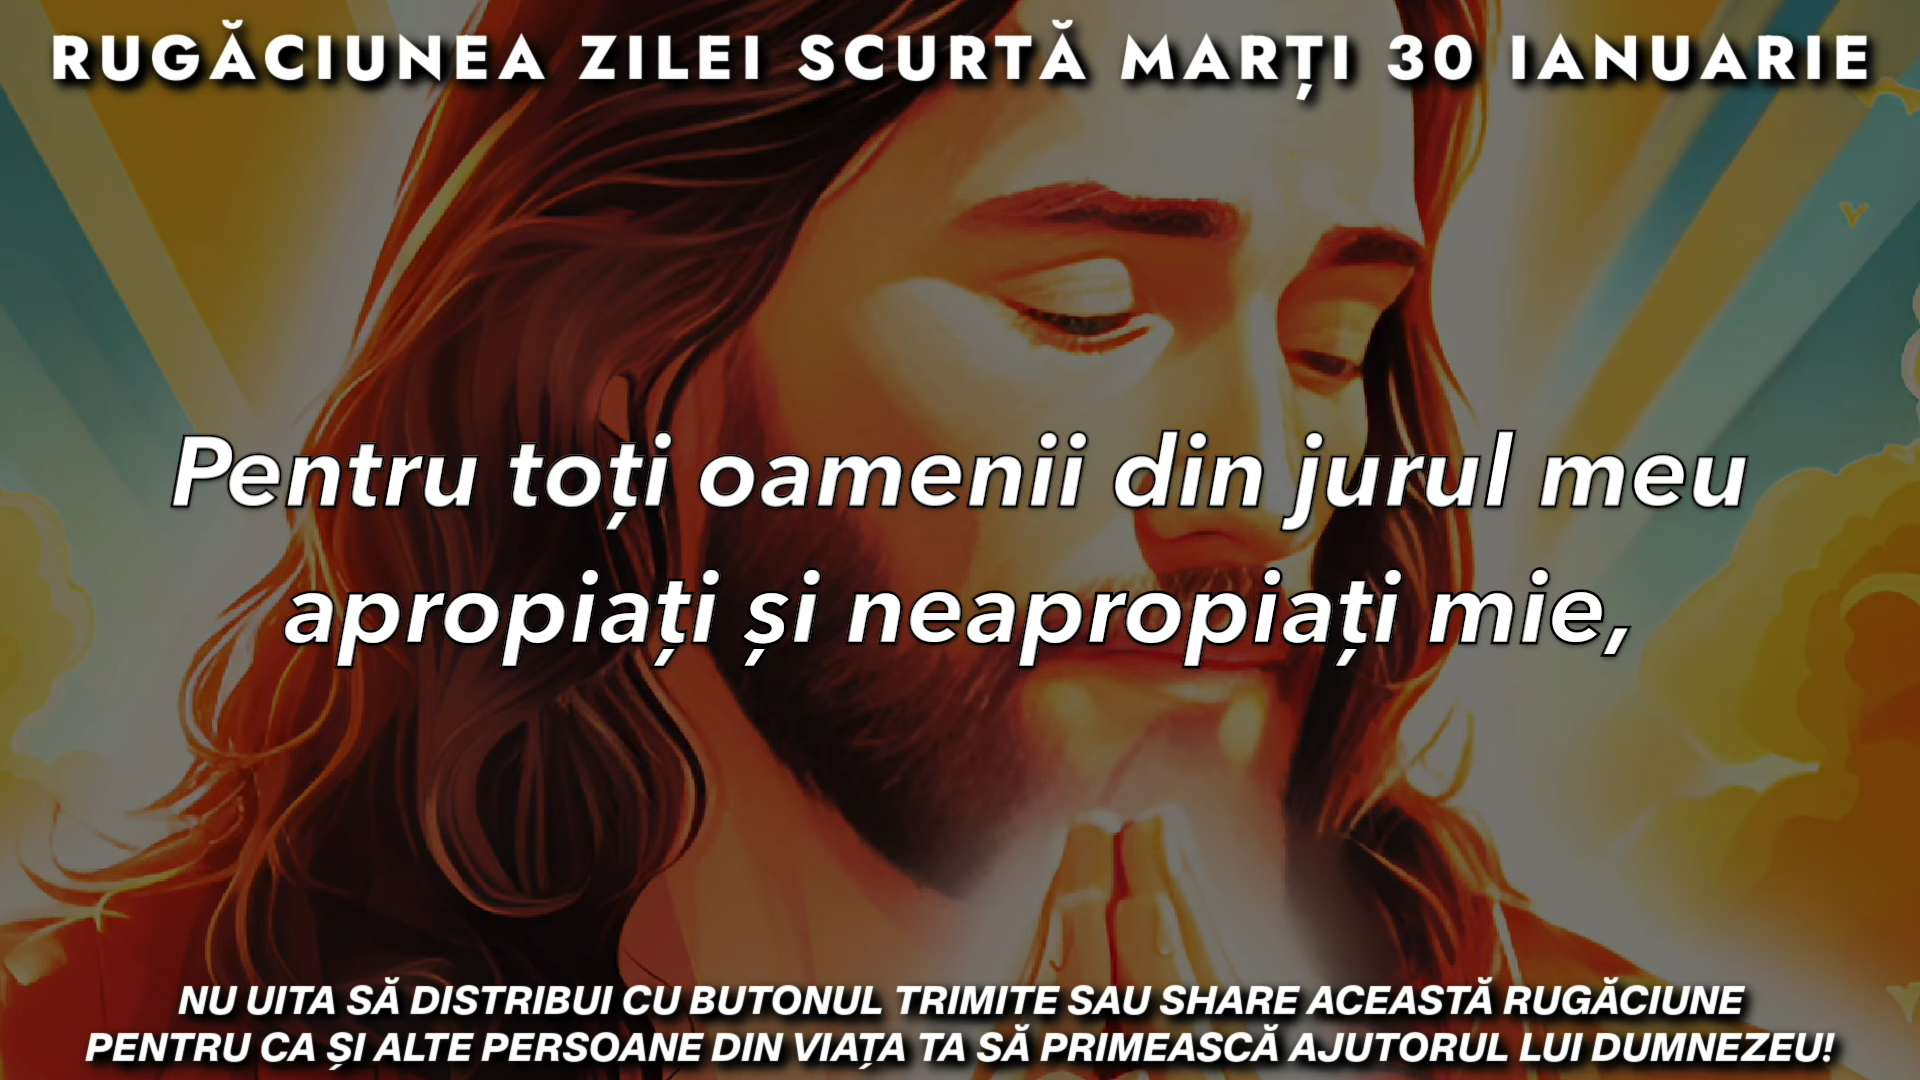 RUGĂCIUNEA ZILEI SCURTĂ MARȚI 30 IANUARIE
Pentru toți oamenii din jurul meu
apropiați și neapropiați mie,
NU UITA SĂ DISTRIBUI CU BUTONUL TRIMITE SAU SHARE ACEASTĂ RUGĂCIUNE
PENTRU CA ȘI ALTE PERSOANE DIN VIAȚA TA SĂ PRIMEASCĂ AJUTORUL LUI DUMNEZEU!